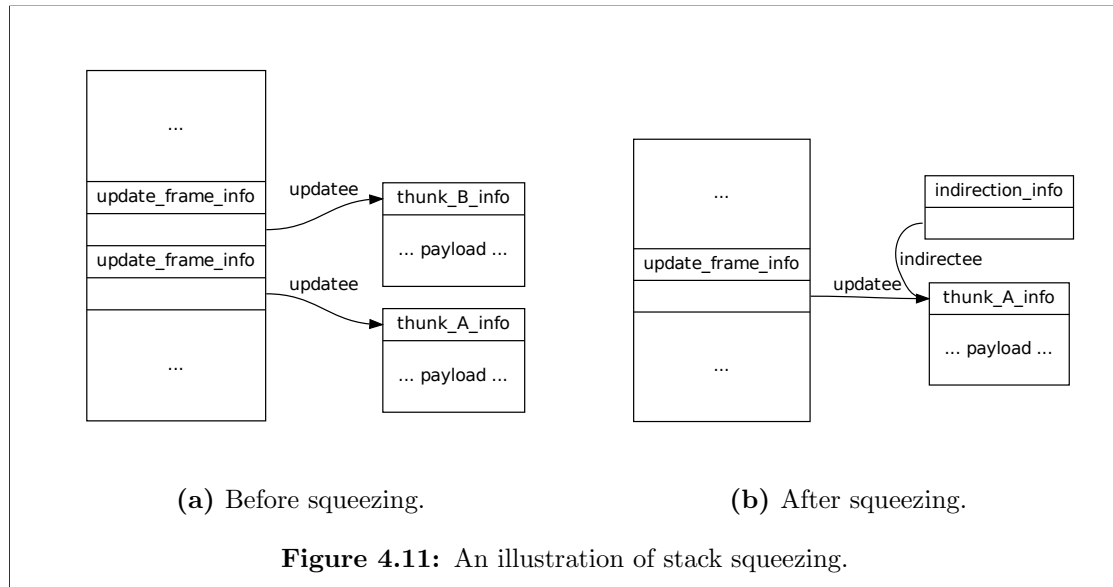 ...
update_frame_info
update_frame_info
...
updatee
updatee
thunk_B_info
... payload ...
thunk_A_info
... payload ...
...
update_frame_info
...
updatee
indirection_info
indirectee
thunk_A_info
... payload ...
(a) Before squeezing.
(b) After squeezing.
Figure 4.11: An illustration of stack squeezing.